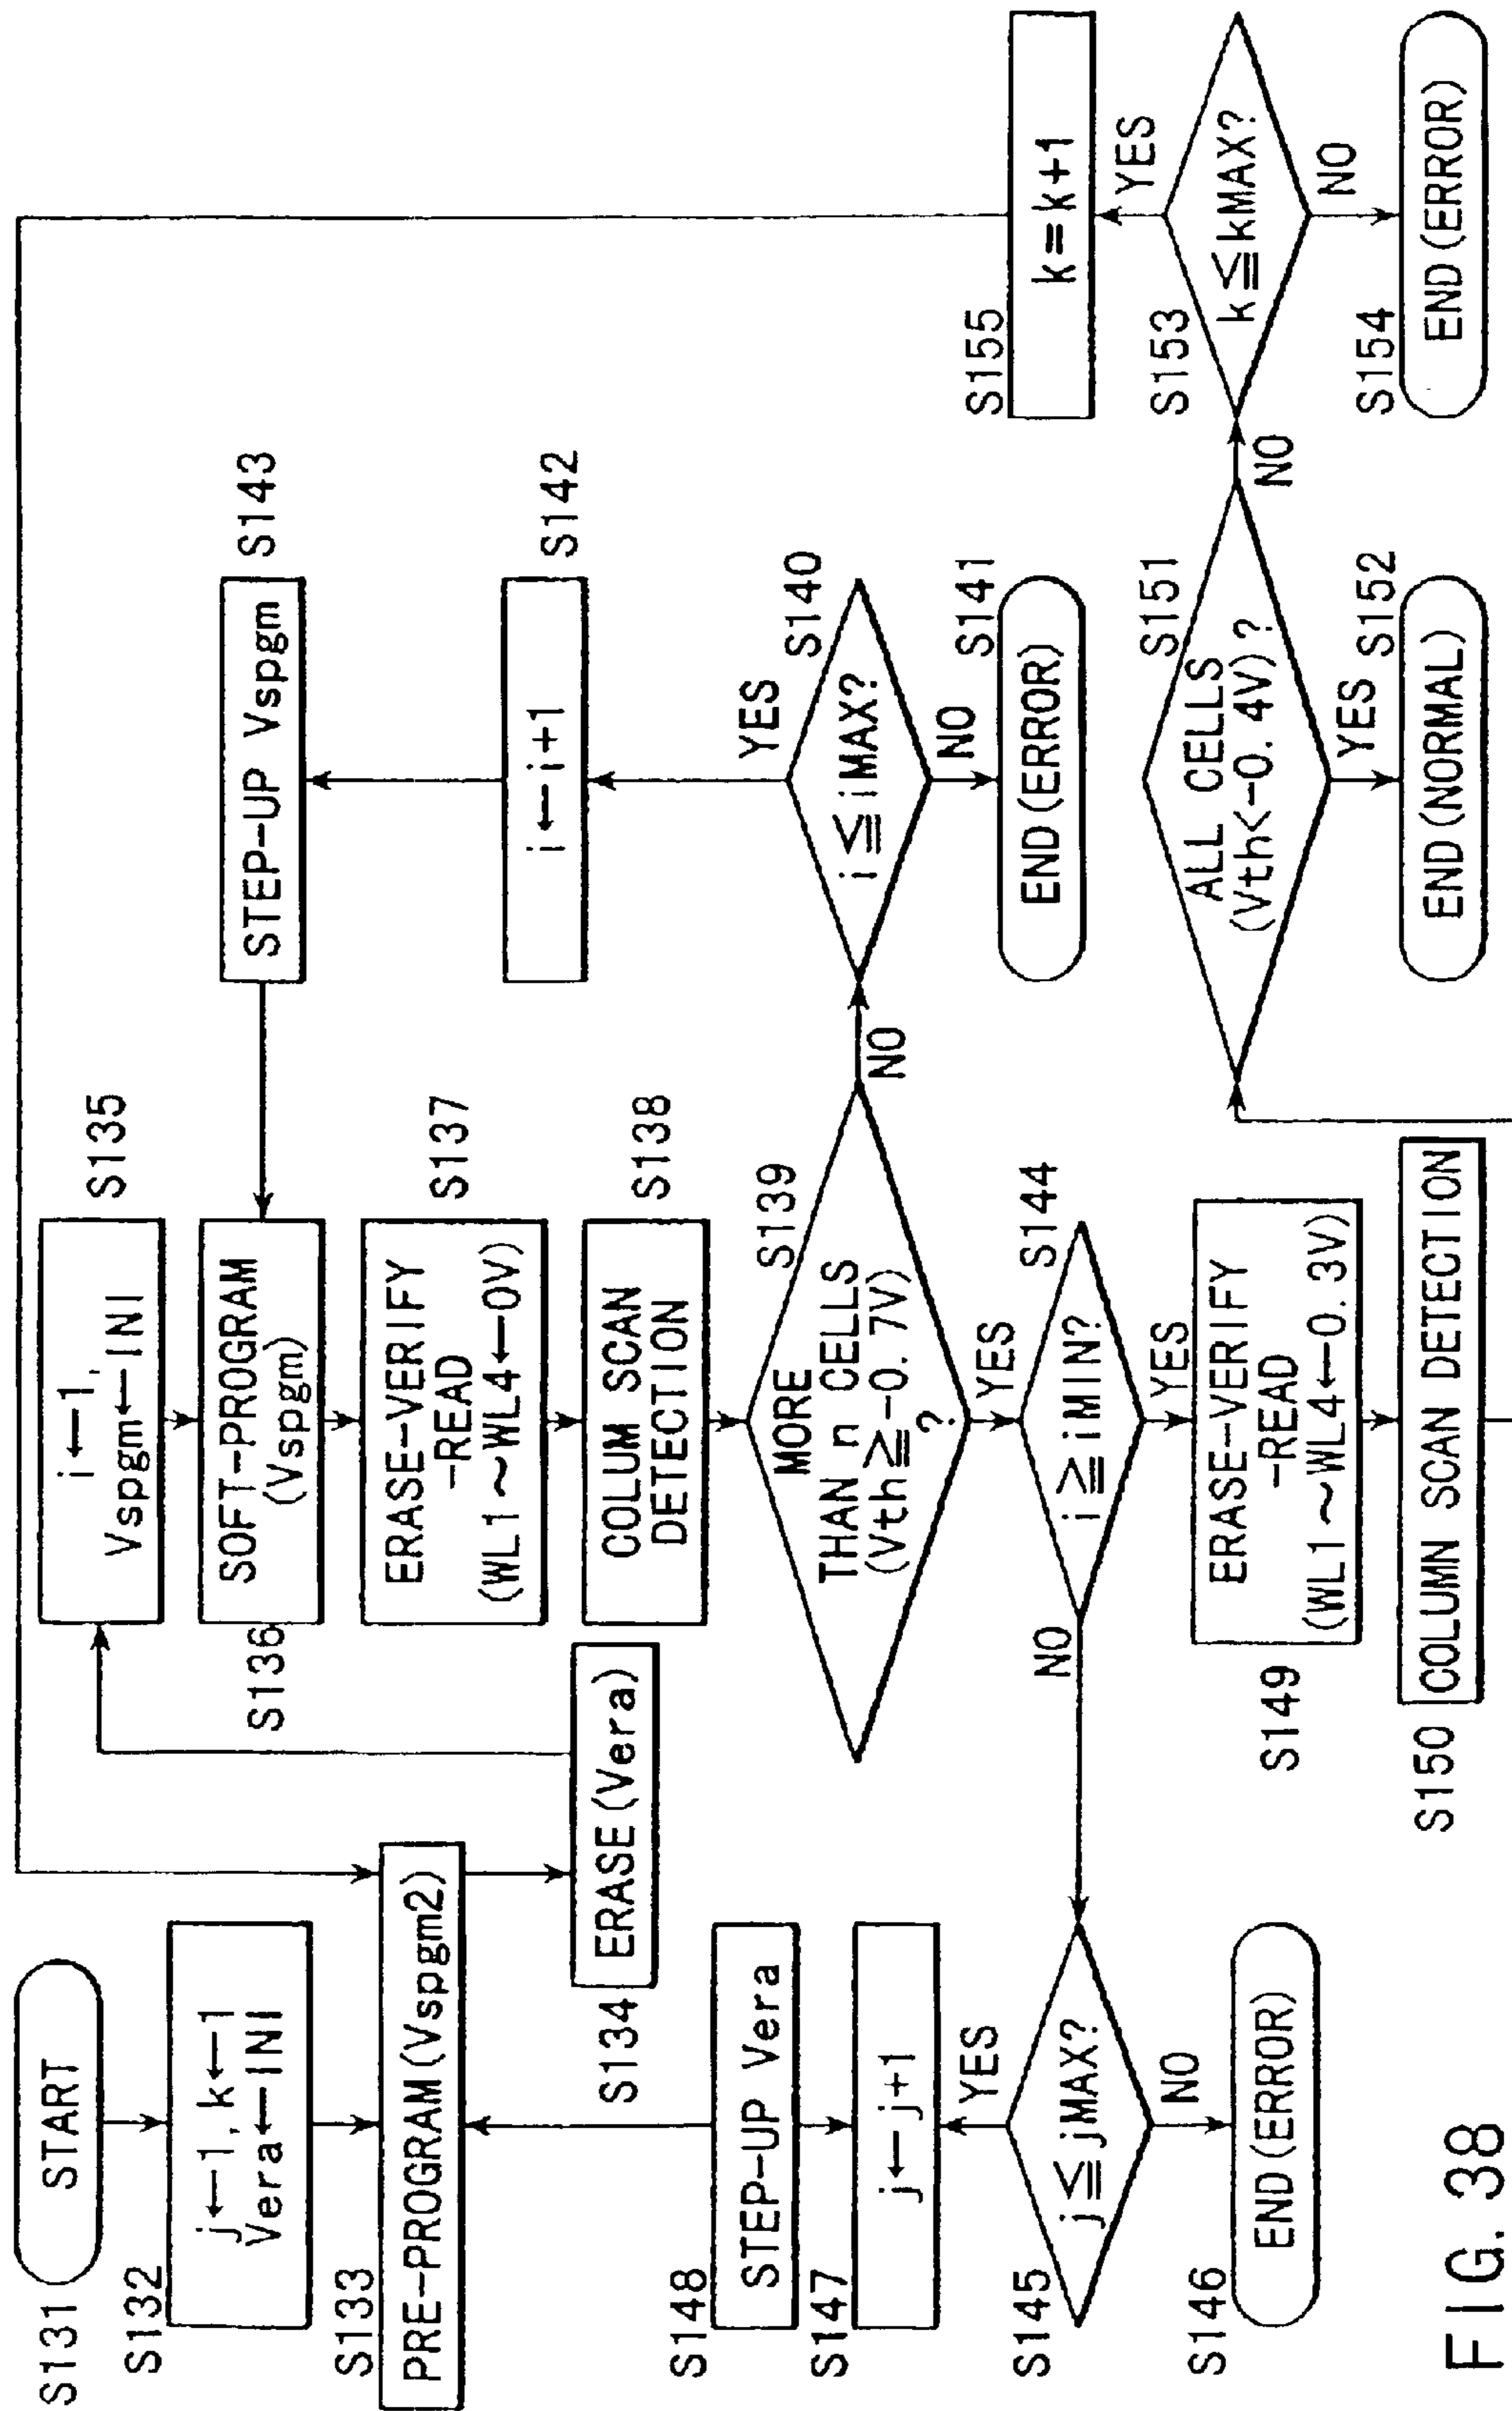 S131
START
S132
j←1, k←1
Vera←INI
S133
PRE-PROGRAM(Vspgm2)
S134
ERASE(Vera)
S135
i←1,
Vspgm←INI
S136
SOFT-PROGRAM
(Vspgm)
S137
ERASE-VERIFY
-READ
(WL1~WL4←0V)
S138
COLUM SCAN
DETECTION
S139
MORE
THAN n CELLS
(Vth≧-0.7V)
?
YES
NO
S140
i≦iMAX?
YES
NO
S141
END(ERROR)
S142
i←i+1
S143
STEP-UP Vspgm
S144
i≧iMIN?
YES
NO
S145
j≦jMAX?
YES
NO
S146
END(ERROR)
S147
j←j+1
S148
STEP-UP Vera
S149
ERASE-VERIFY
-READ
(WL1~WL4←0.3V)
S150
COLUMN SCAN DETECTION
S151
ALL CELLS
(Vth<-0.4V)?
YES
NO
S152
END(NORMAL)
S153
k≦kMAX?
YES
NO
S154
END(ERROR)
S155
k=k+1
FIG. 38